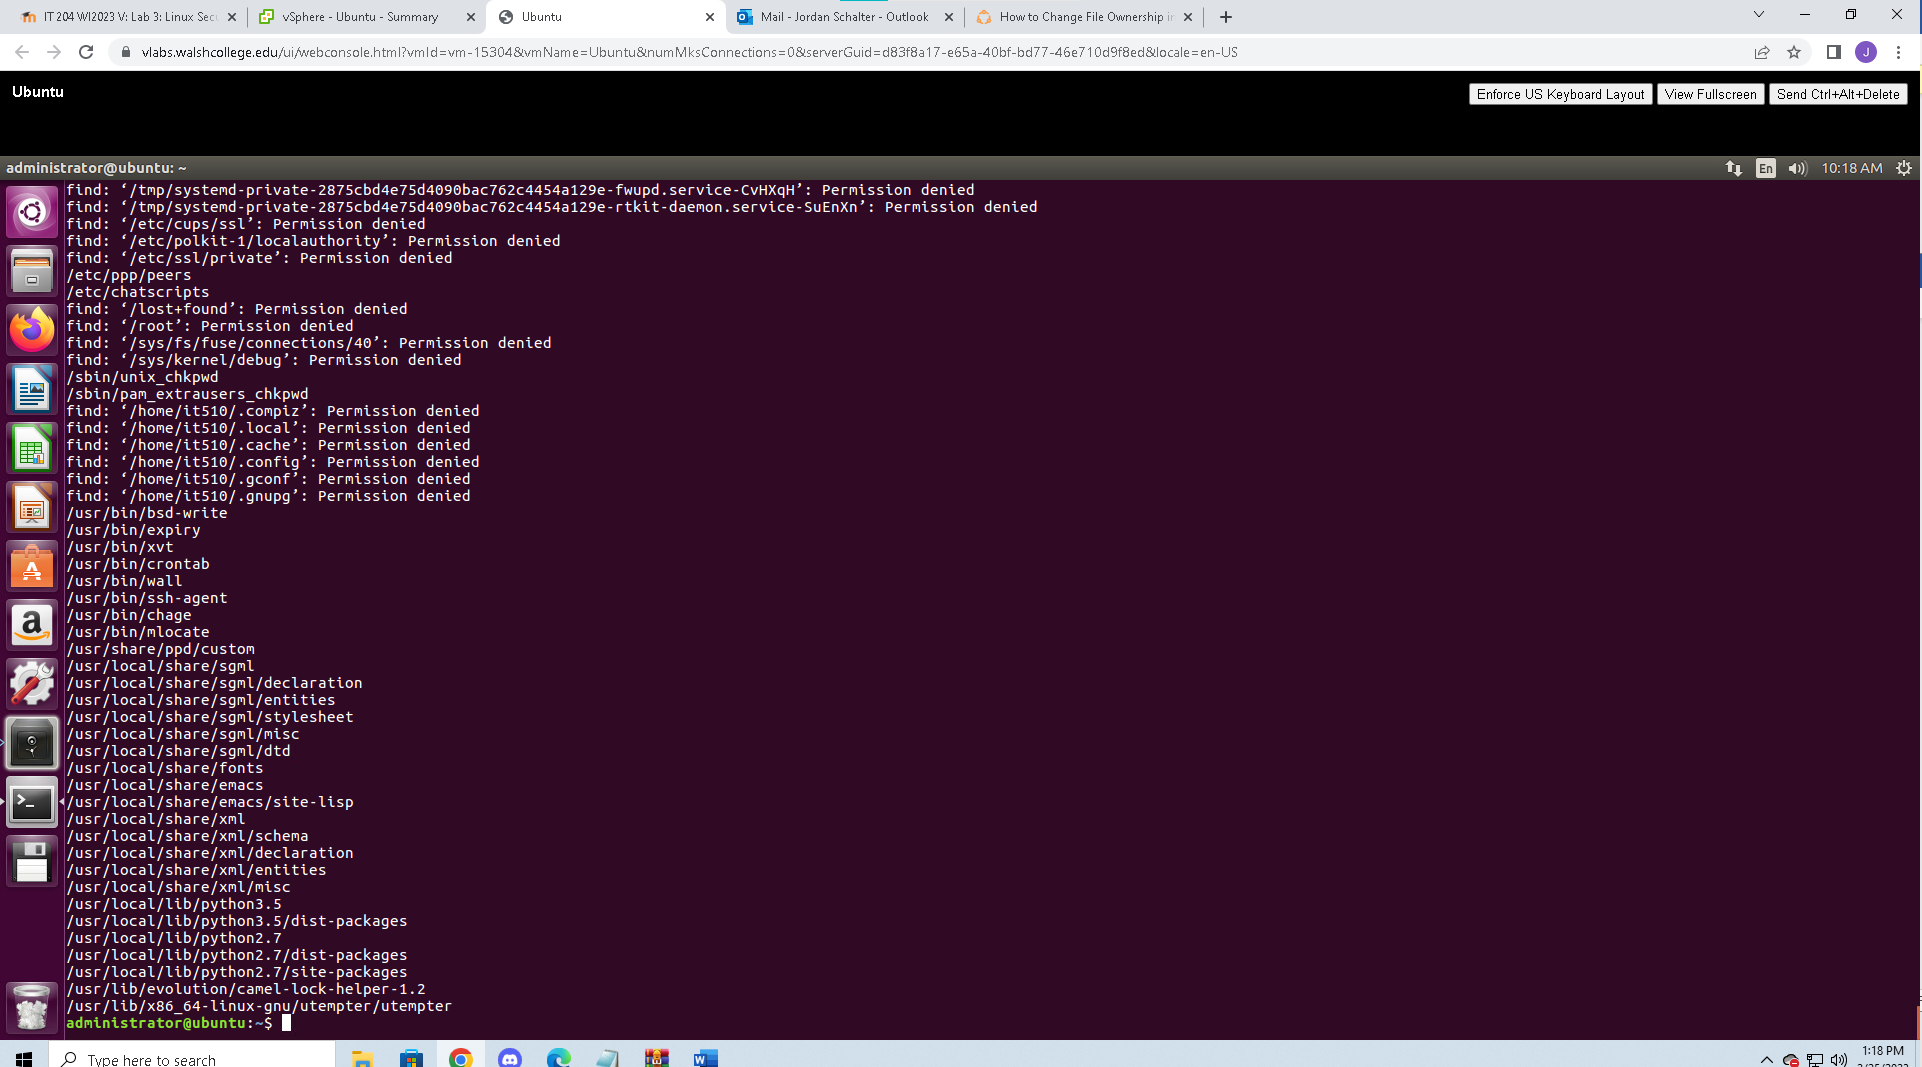 IT 204 WI2023 V: Lab 3: Linux Secu
vSphere - Ubuntu - Summary
Ubuntu
Mail - Jordan Schalter - Outlook
How to Change File Ownership in
vlabs.walshcollege.edu/ui/webconsole.html?vmId=vm-15304&vmName=Ubuntu&numMksConnections=0&serverGuid=d83f8a17-e65a-40bf-bd77-46e710d9f8ed&locale=en-US
J
Ubuntu
Enforce US Keyboard Layout
View Fullscreen
Send Ctrl+Alt+Delete
administrator@ubuntu: ~
En
10:18 AM
find: ‘/tmp/systemd-private-2875cbd4e75d4090bac762c4454a129e-fwupd.service-CvHXqH’: Permission denied
find: ‘/tmp/systemd-private-2875cbd4e75d4090bac762c4454a129e-rtkit-daemon.service-SuEnXn’: Permission denied
find: ‘/etc/cups/ssl’: Permission denied
find: ‘/etc/polkit-1/localauthority’: Permission denied
find: ‘/etc/ssl/private’: Permission denied
/etc/ppp/peers
/etc/chatscripts
find: ‘/lost+found’: Permission denied
find: ‘/root’: Permission denied
find: ‘/sys/fs/fuse/connections/40’: Permission denied
find: ‘/sys/kernel/debug’: Permission denied
/sbin/unix_chkpwd
/sbin/pam_extrausers_chkpwd
find: ‘/home/it510/.compiz’: Permission denied
find: ‘/home/it510/.local’: Permission denied
find: ‘/home/it510/.cache’: Permission denied
find: ‘/home/it510/.config’: Permission denied
find: ‘/home/it510/.gconf’: Permission denied
find: ‘/home/it510/.gnupg’: Permission denied
/usr/bin/bsd-write
/usr/bin/expiry
/usr/bin/xvt
/usr/bin/crontab
/usr/bin/wall
/usr/bin/ssh-agent
/usr/bin/chage
/usr/bin/mlocate
/usr/share/ppd/custom
/usr/local/share/sgml
/usr/local/share/sgml/declaration
/usr/local/share/sgml/entities
/usr/local/share/sgml/stylesheet
/usr/local/share/sgml/misc
/usr/local/share/sgml/dtd
/usr/local/share/fonts
/usr/local/share/emacs
/usr/local/share/emacs/site-lisp
/usr/local/share/xml
/usr/local/share/xml/schema
/usr/local/share/xml/declaration
/usr/local/share/xml/entities
/usr/local/share/xml/misc
/usr/local/lib/python3.5
/usr/local/lib/python3.5/dist-packages
/usr/local/lib/python2.7
/usr/local/lib/python2.7/dist-packages
/usr/local/lib/python2.7/site-packages
/usr/lib/evolution/camel-lock-helper-1.2
/usr/lib/x86_64-linux-gnu/utempter/utempter
administrator@ubuntu:~$
Type here to search
1:18 PM